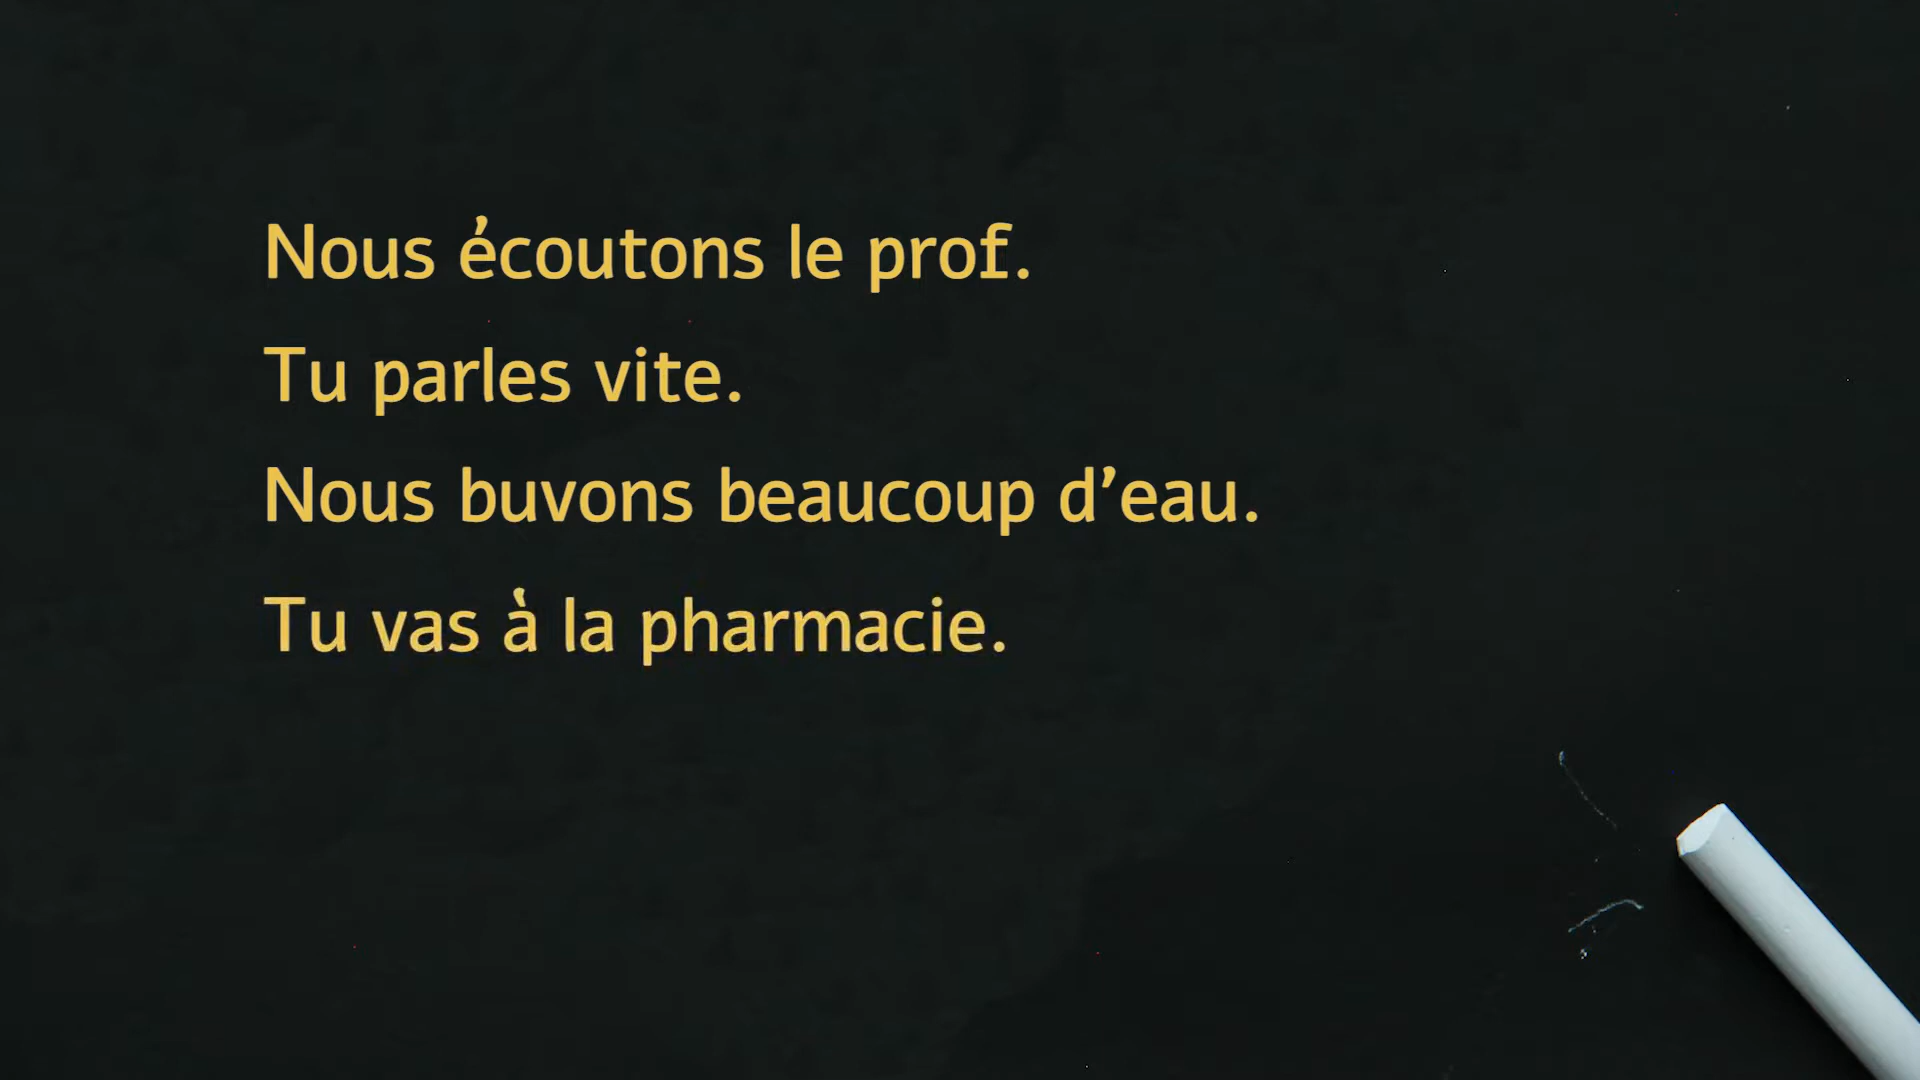 Nous écoutons le prof.
Tu parles vite.
Nous buvons beaucoup d’eau.
Tu vas à la pharmacie.